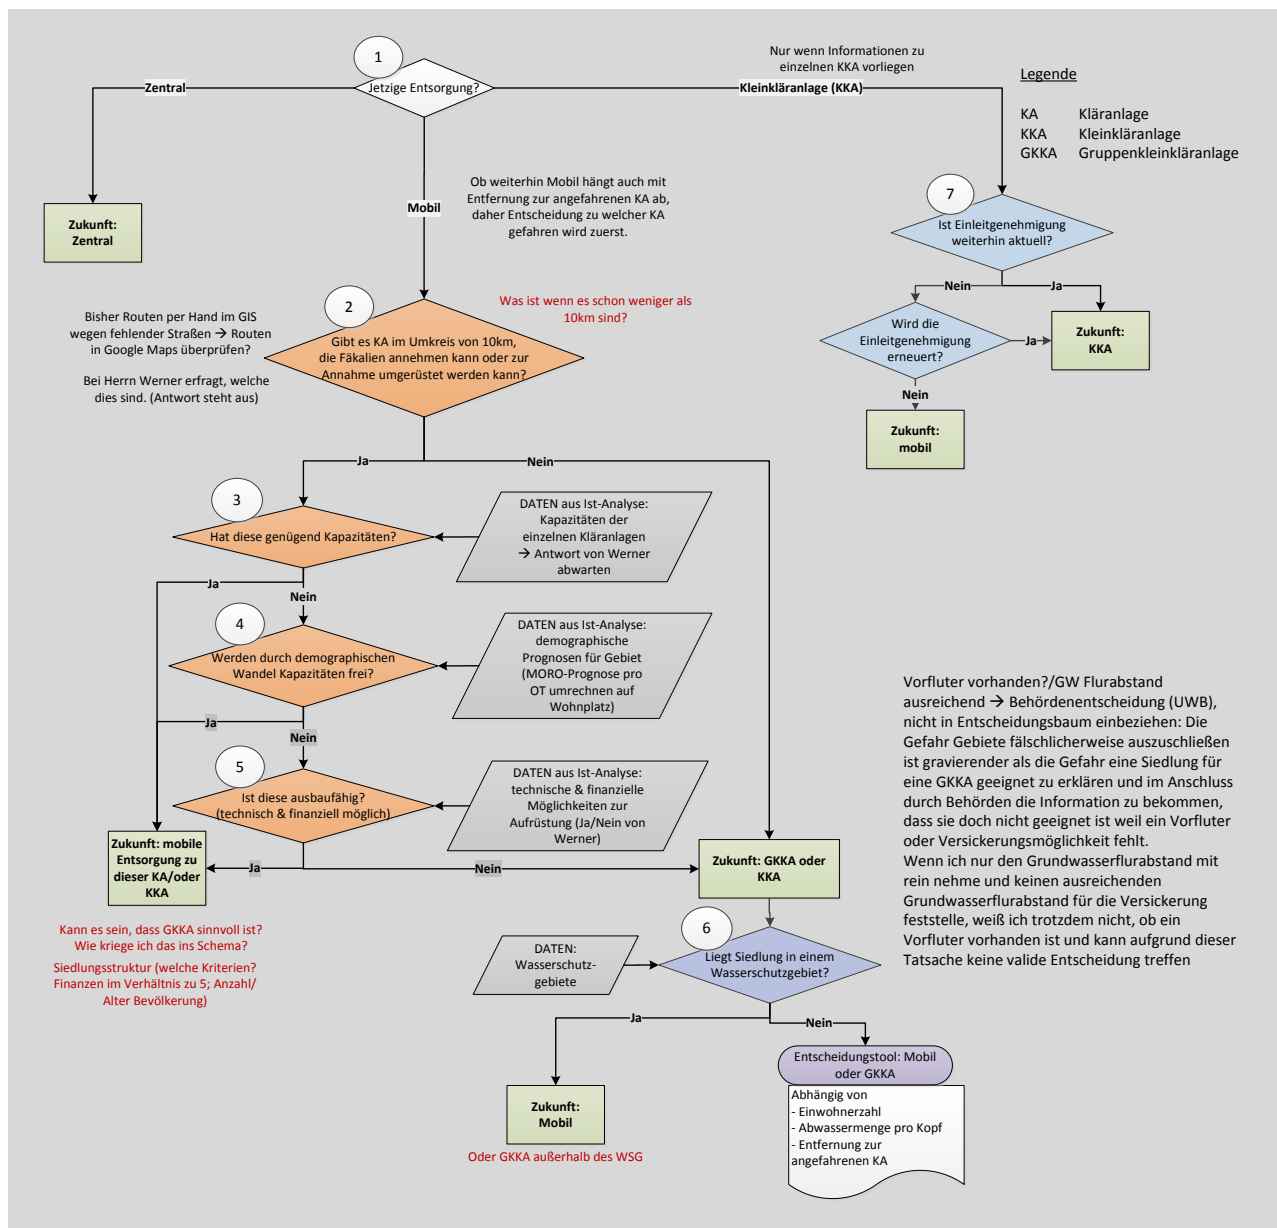 1
Jetzige Entsorgung?
Zentral
Kleinkläranlage (KKA)
Nur wenn Informationen zu
einzelnen KKA vorliegen
Legende
KA Kläranlage
KKA Kleinkläranlage
GKKA Gruppenkleinkläranlage
Zukunft:
Zentral
Mobil
Ob weiterhin Mobil hängt auch mit
Entfernung zur angefahrenen KA ab,
daher Entscheidung zu welcher KA
gefahren wird zuerst.
7
Ist Einleitgenehmigung
weiterhin aktuell?
Nein
Ja
Wird die
Einleitgenehmigung
erneuert?
Ja
Zukunft:
KKA
Nein
Zukunft:
mobil
Bisher Routen per Hand im GIS
wegen fehlender Straßen → Routen
in Google Maps überprüfen?
Bei Herrn Werner erfragt, welche
dies sind. (Antwort steht aus)
2
Gibt es KA im Umkreis von 10km,
die Fäkalien annehmen kann oder zur
Annahme umgerüstet werden kann?
Was ist wenn es schon weniger als
10km sind?
Ja
Nein
3
Hat diese genügend Kapazitäten?
DATEN aus Ist-Analyse:
Kapazitäten der
einzelnen Kläranlagen
→ Antwort von Werner
abwarten
Ja
Nein
4
Werden durch demographischen
Wandel Kapazitäten frei?
DATEN aus Ist-Analyse:
demographische
Prognosen für Gebiet
(MORO-Prognose pro
OT umrechnen auf
Wohnplatz)
Ja
Nein
5
Ist diese ausbaufähig?
(technisch & finanziell möglich)
DATEN aus Ist-Analyse:
technische & finanzielle
Möglichkeiten zur
Aufrüstung (Ja/Nein von
Werner)
Ja
Nein
Zukunft: mobile
Entsorgung zu
dieser KA/oder
KKA
Kann es sein, dass GKKA sinnvoll ist?
Wie kriege ich das ins Schema?
Siedlungsstruktur (welche Kriterien?
Finanzen im Verhältnis zu 5; Anzahl/
Alter Bevölkerung)
Zukunft: GKKA oder
KKA
6
Liegt Siedlung in einem
Wasserschutzgebiet?
DATEN:
Wasserschutz-
gebiete
Ja
Nein
Zukunft:
Mobil
Oder GKKA außerhalb des WSG
Entscheidungstool: Mobil
oder GKKA
Abhängig von
- Einwohnerzahl
- Abwassermenge pro Kopf
- Entfernung zur
angefahrenen KA
Vorfluter vorhanden?/GW Flurabstand
ausreichend → Behördenentscheidung (UWB),
nicht in Entscheidungsbaum einbeziehen: Die
Gefahr Gebiete fälschlicherweise auszuschließen
ist gravierender als die Gefahr eine Siedlung für
eine GKKA geeignet zu erklären und im Anschluss
durch Behörden die Information zu bekommen,
dass sie doch nicht geeignet ist weil ein Vorfluter
oder Versickerungsmöglichkeit fehlt.
Wenn ich nur den Grundwasserflurabstand mit
rein nehme und keinen ausreichenden
Grundwasserflurabstand für die Versickerung
feststelle, weiß ich trotzdem nicht, ob ein
Vorfluter vorhanden ist und kann aufgrund dieser
Tatsache keine valide Entscheidung treffen